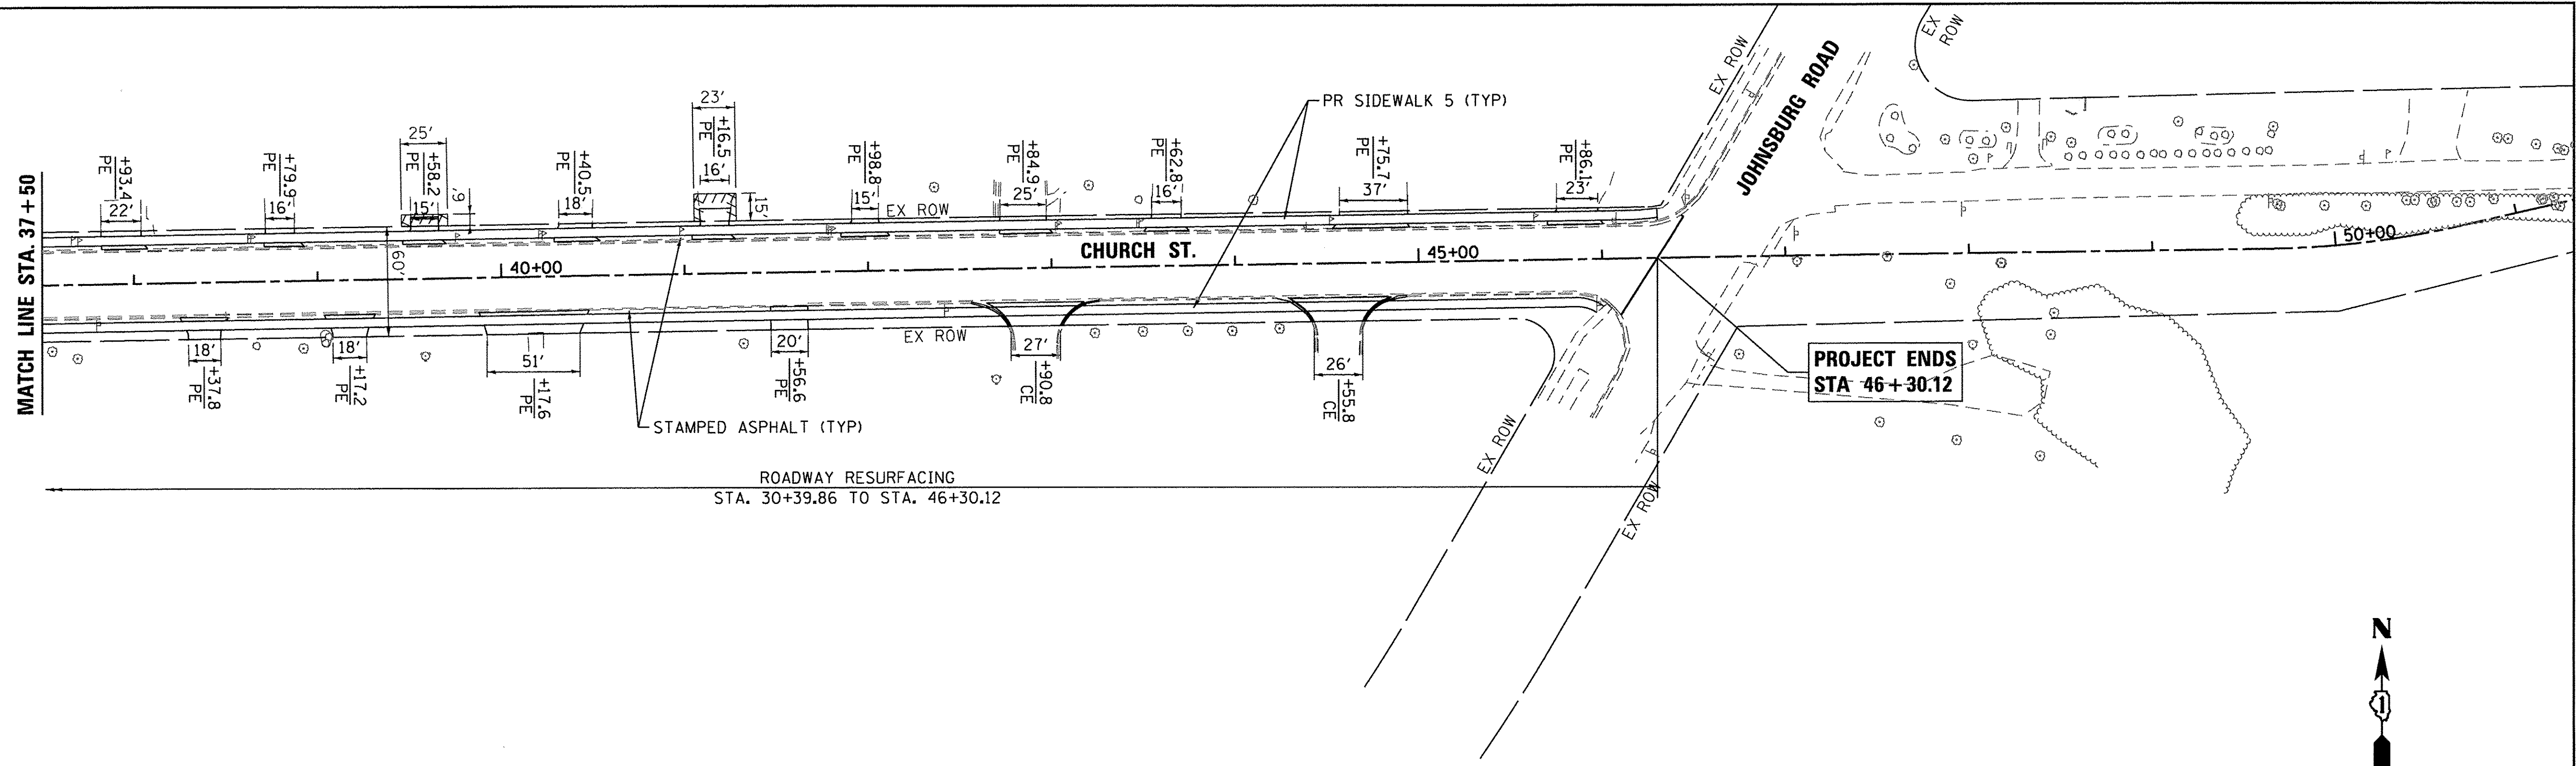 MATCH LINE STA. 37+50
+93.4
PE
22'
+79.9
PE
16'
25'
+58.2
PE
15'
9'
+40.5
PE
18'
23'
+16.5
PE
16'
15'
+98.8
PE
15'
EX ROW
+84.9
PE
25'
+62.8
PE
16'
PR SIDEWALK 5 (TYP)
+75.7
PE
37'
+86.1
PE
23'
EX ROW
JOHNSBURG ROAD
EX
ROW
60'
40+00
CHURCH ST.
45+00
50+00
18'
+37.8
PE
18'
+17.2
PE
51'
+17.6
PE
20'
+56.6
PE
EX ROW
27'
+90.8
CE
26'
+55.8
CE
STAMPED ASPHALT (TYP)
PROJECT ENDS
STA 46+30.12
EX ROW
EX ROW
ROADWAY RESURFACING
STA. 30+39.86 TO STA. 46+30.12
N
1